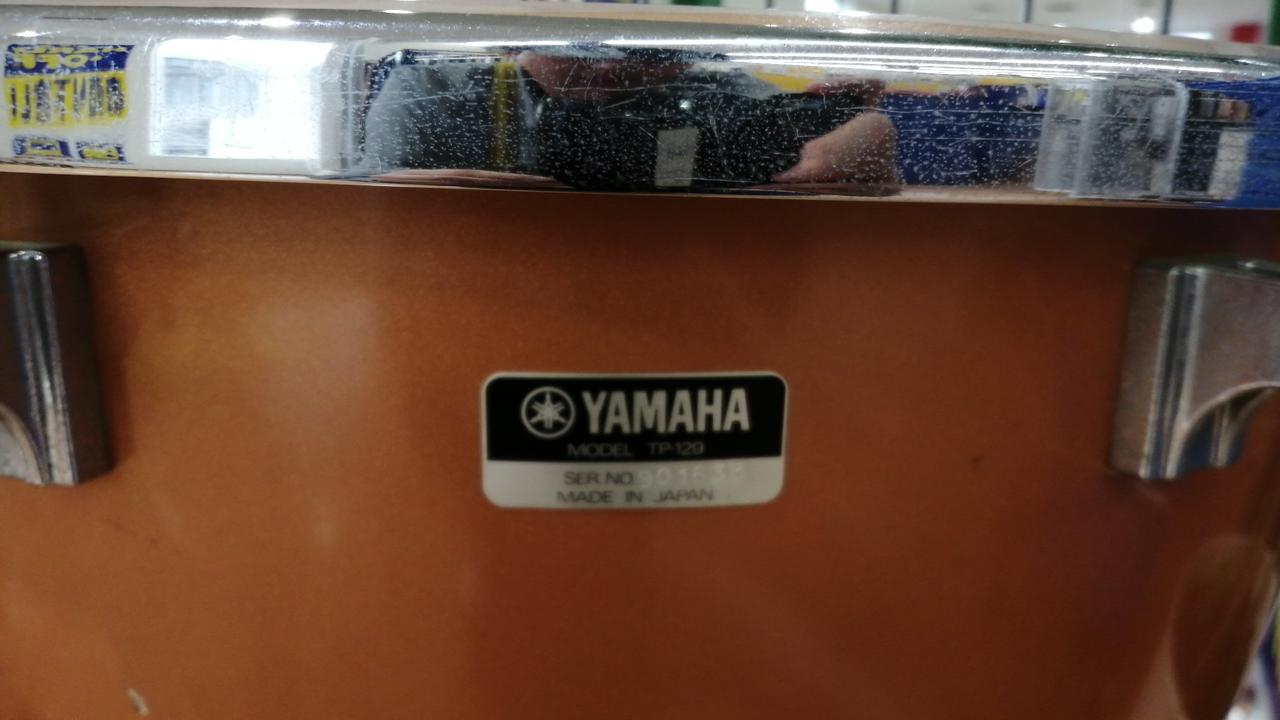 YAMAHA
MODEL TP-129
SER.NO.
MADE IN JAPAN